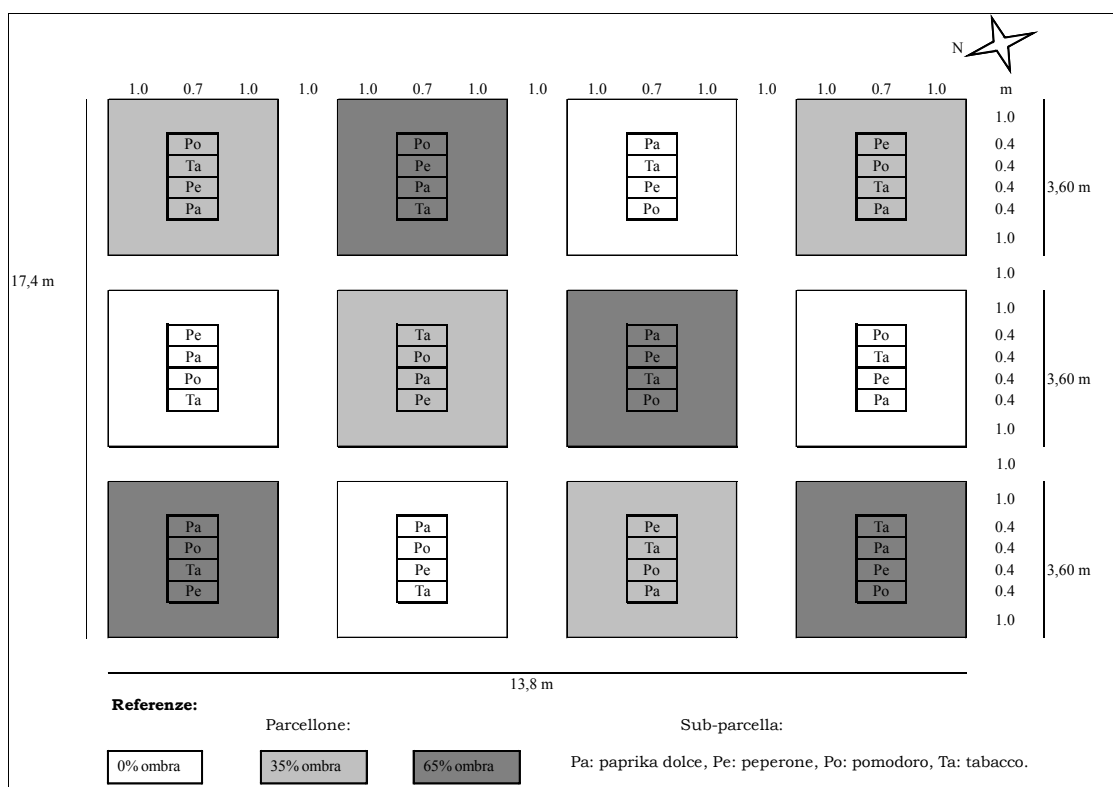 N
1.0 0.7 1.0 1.0 1.0 0.7 1.0 1.0 1.0 0.7 1.0 1.0 1.0 0.7 1.0 m
1.0
Po Po Pa Pe 0.4
Ta Pe Ta Po 0.4
Pe Pa Pe Ta 0.4 3,60 m
Pa Ta Po Pa 0.4
1.0
17,4 m 1.0
1.0
Pe Ta Pa Po 0.4
Pa Po Pe Ta 0.4
Po Pa Ta Pe 0.4 3,60 m
Ta Pe Po Pa 0.4
1.0
1.0
1.0
Pa Pa Pe Ta 0.4
Po Po Ta Pa 0.4
Ta Pe Po Pe 0.4 3,60 m
Pe Ta Pa Po 0.4
1.0
13,8 m
Referenze:
Parcellone: Sub-parcella:
0% ombra 35% ombra 65% ombra Pa: paprika dolce, Pe: peperone, Po: pomodoro, Ta: tabacco.